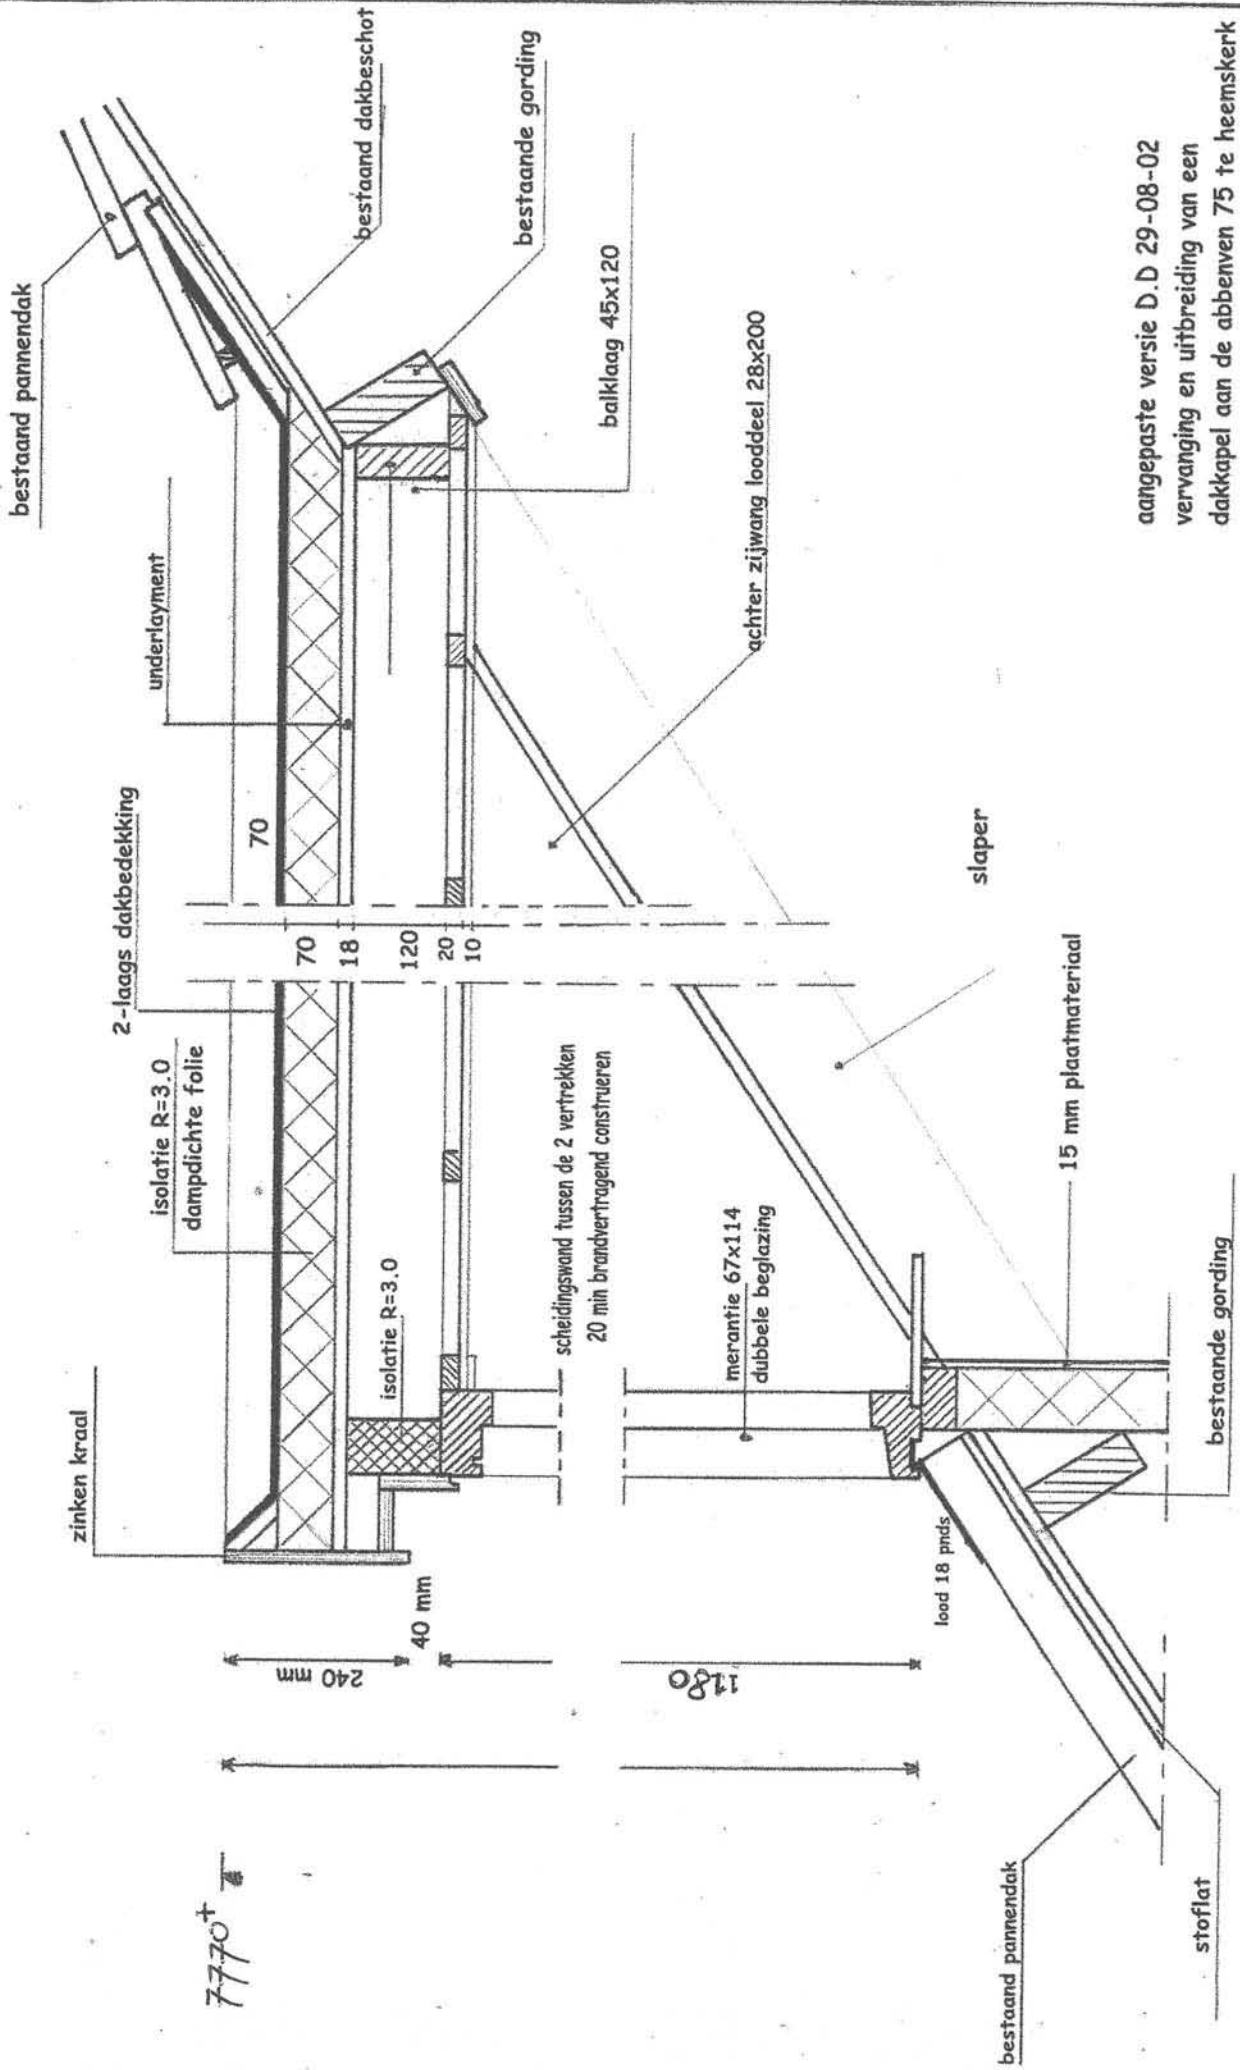 bestaand pannendak
bestaand dakbeschot
underlayment
bestaande gording
2-laags dakbedekking
70
balklaag 45x120
isolatie R=3.0
dampdichte folie
70
18
120
20
10
zinken kraal
isolatie R=3.0
achter zijwang looddeel 28x200
scheidingswand tussen de 2 vertrekken
20 min brandvertragend construeren
7770+
240 mm
40 mm
1180
merantie 67x114
dubbele beglazing
slaper
lood 18 pnds
15 mm plaatmateriaal
bestaande gording
bestaand pannendak
stoflat
aangepaste versie D.D 29-08-02
vervanging en uitbreiding van een
dakkapel aan de abbenven 75 te heemskerk